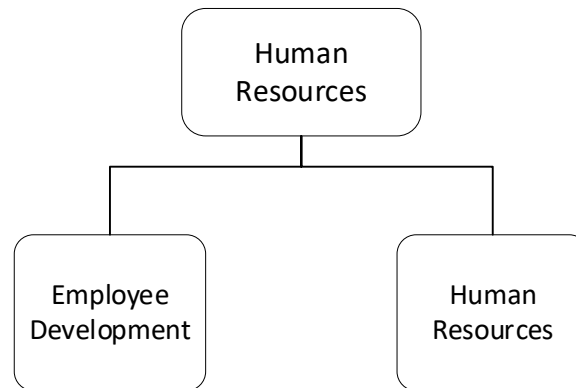 Human
Resources
Employee
Development
Human
Resources